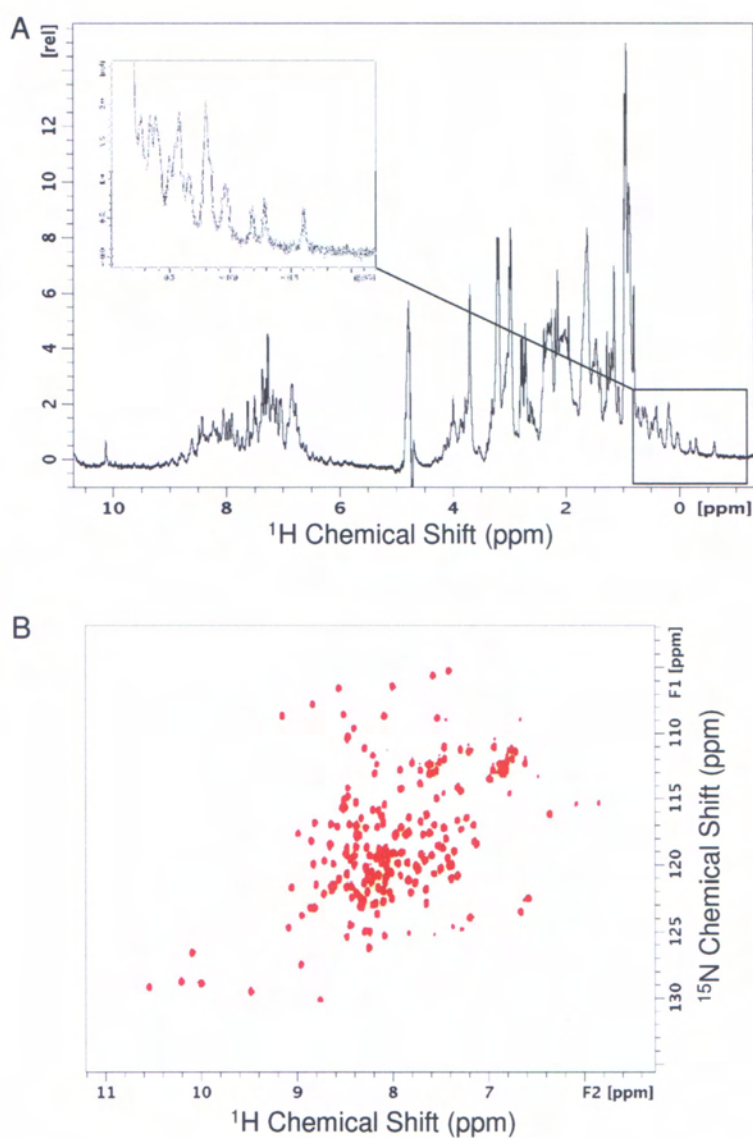 A
[rel]
12
10
8
6
4
2
0
10
8
6
4
2
0 [ppm]
¹H Chemical Shift (ppm)
B
F1 [ppm]
110
115
120
125
130
¹⁵N Chemical Shift (ppm)
11
10
9
8
7
F2 [ppm]
¹H Chemical Shift (ppm)